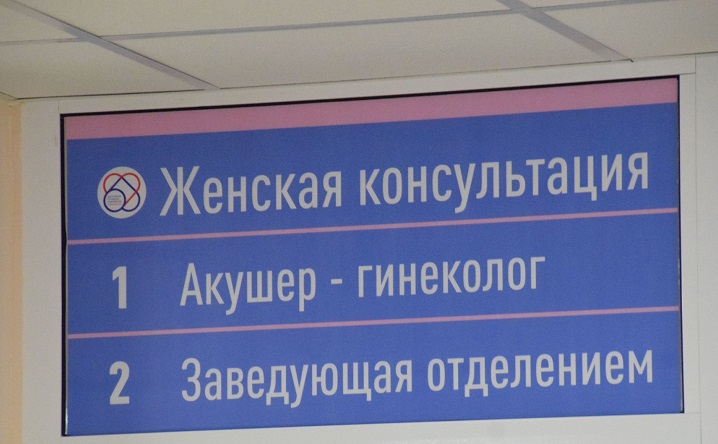 Женская консультация
1 Акушер - гинеколог
2 Заведующая отделением